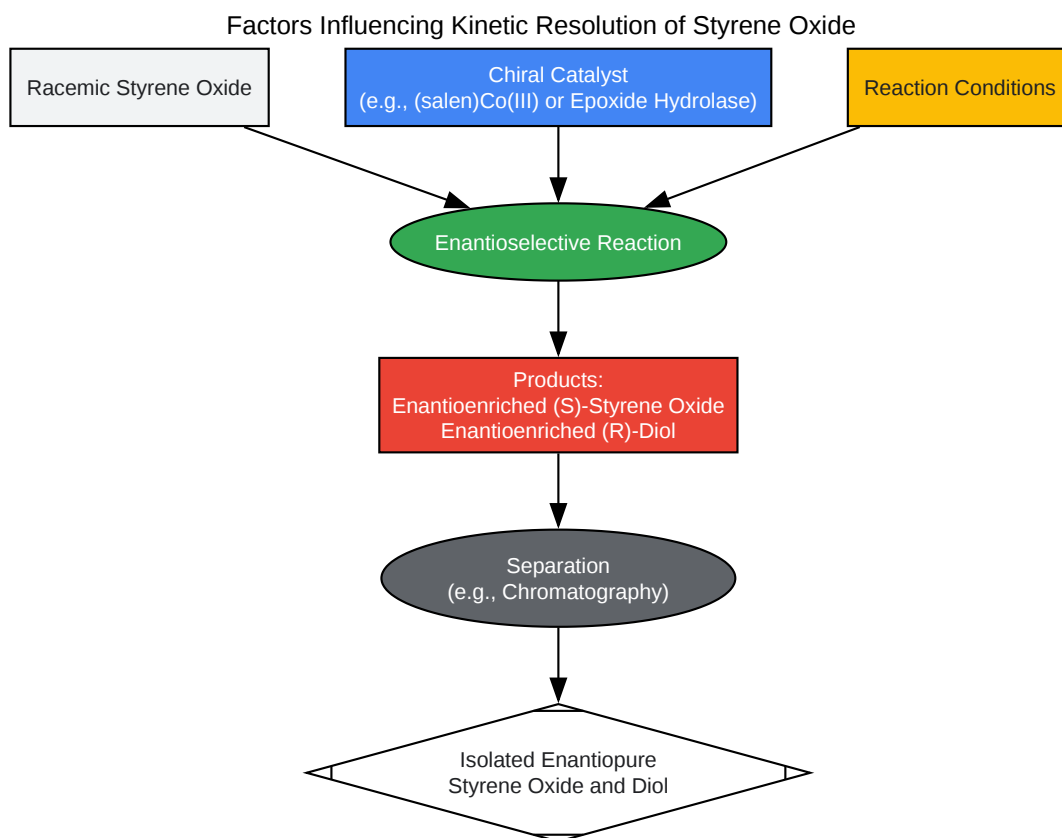 Factors Influencing Kinetic Resolution of Styrene Oxide
Racemic Styrene Oxide
Chiral Catalyst
(e.g., (salen)Co(III) or Epoxide Hydrolase)
Reaction Conditions
Enantioselective Reaction
Products:
Enantioenriched (S)-Styrene Oxide
Enantioenriched (R)-Diol
Separation
(e.g., Chromatography)
Isolated Enantiopure
Styrene Oxide and Diol